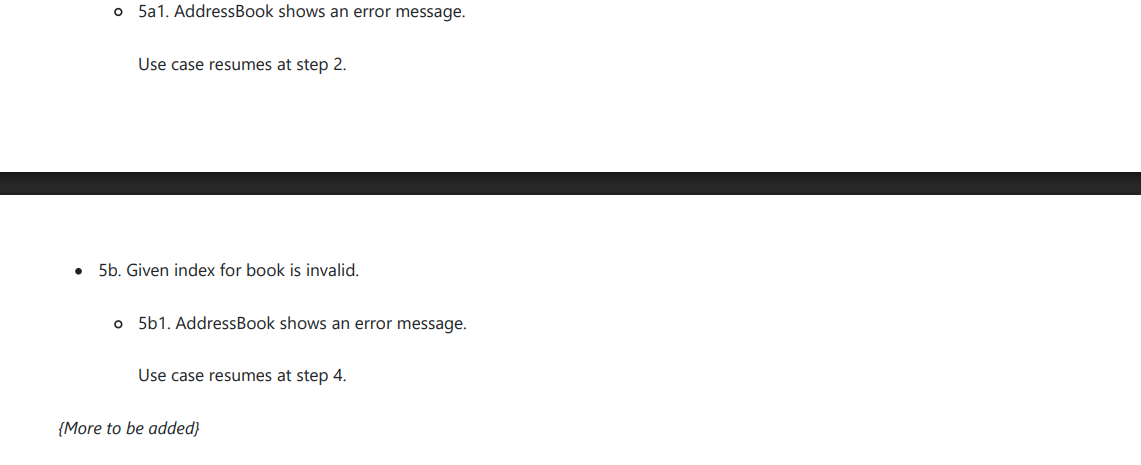 5a1. AddressBook shows an error message.
Use case resumes at step 2.
5b. Given index for book is invalid.
5b1. AddressBook shows an error message.
Use case resumes at step 4.
{More to be added}